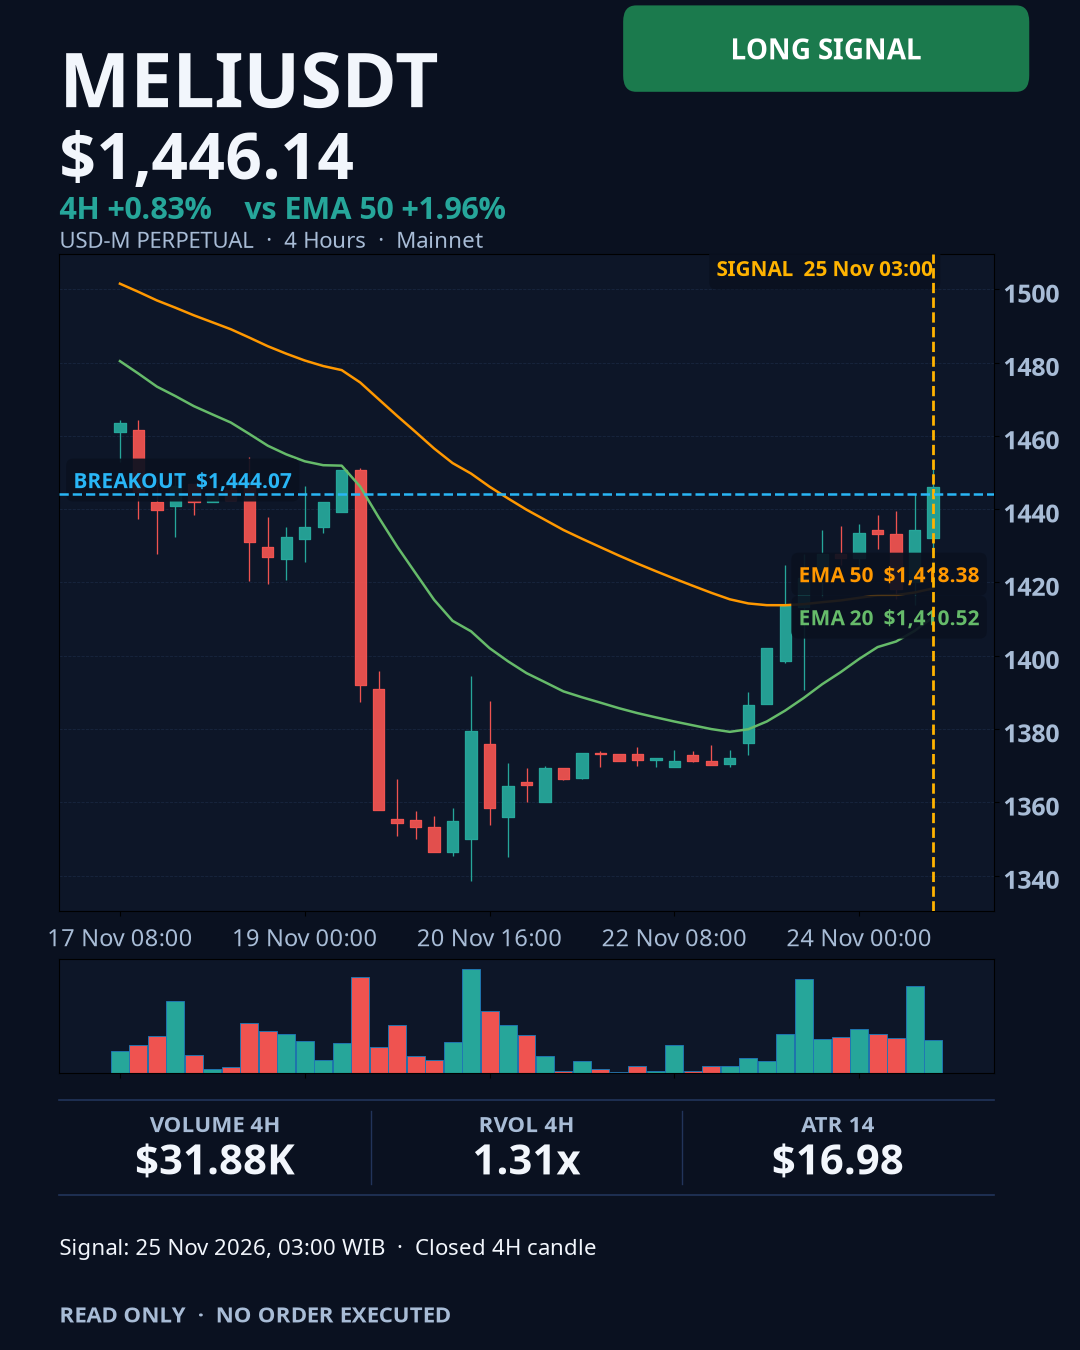 LONG SIGNAL
MELIUSDT
$1,446.14
4H +0.83% vs EMA 50 +1.96%
USD-M PERPETUAL · 4 Hours · Mainnet
SIGNAL 25 Nov 03:00
1500
1480
1460
BREAKOUT $1,444.07
1440
EMA 50 $1,418.38
1420
EMA 20 $1,410.52
1400
1380
1360
1340
17 Nov 08:00 19 Nov 00:00 20 Nov 16:00 22 Nov 08:00 24 Nov 00:00
VOLUME 4H RVOL 4H ATR 14
$31.88K 1.31x $16.98
Signal: 25 Nov 2026, 03:00 WIB · Closed 4H candle
READ ONLY · NO ORDER EXECUTED